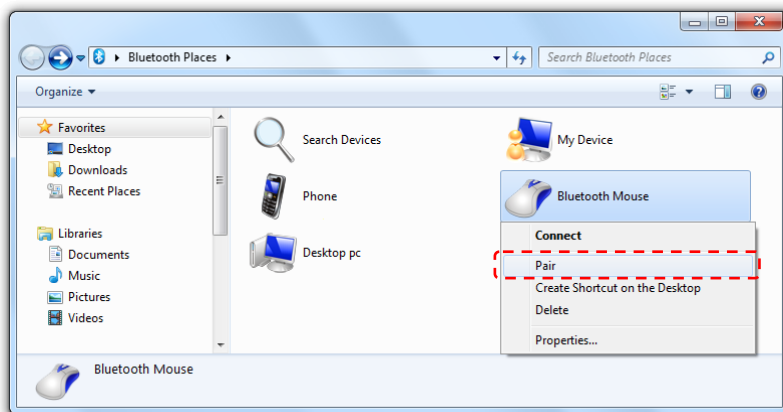 Bluetooth Places
Search Bluetooth Places
Organize
Favorites
Desktop
Downloads
Recent Places
Libraries
Documents
Music
Pictures
Videos
Search Devices
My Device
Phone
Bluetooth Mouse
Desktop pc
Connect
Pair
Create Shortcut on the Desktop
Delete
Properties...
Bluetooth Mouse